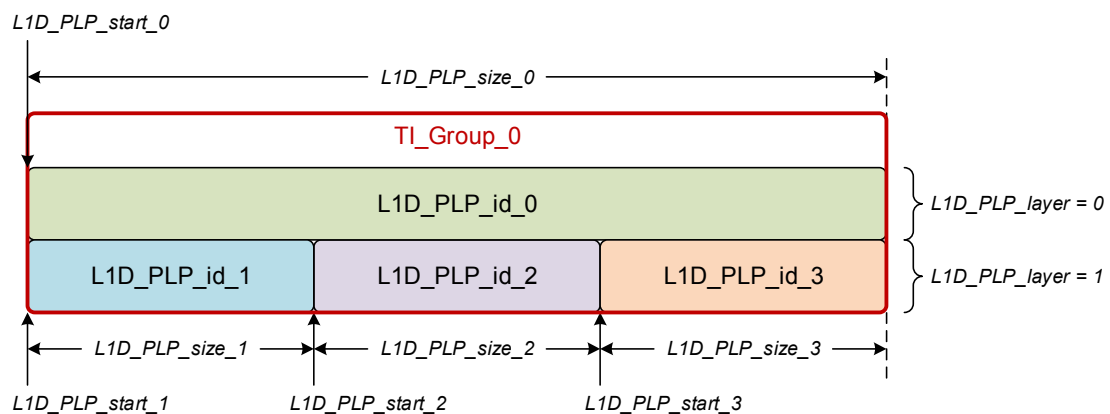 L1D_PLP_start_0
L1D_PLP_size_0
TI_Group_0
L1D_PLP_id_0
L1D_PLP_layer = 0
L1D_PLP_id_1
L1D_PLP_id_2
L1D_PLP_id_3
L1D_PLP_layer = 1
L1D_PLP_size_1
L1D_PLP_size_2
L1D_PLP_size_3
L1D_PLP_start_1
L1D_PLP_start_2
L1D_PLP_start_3